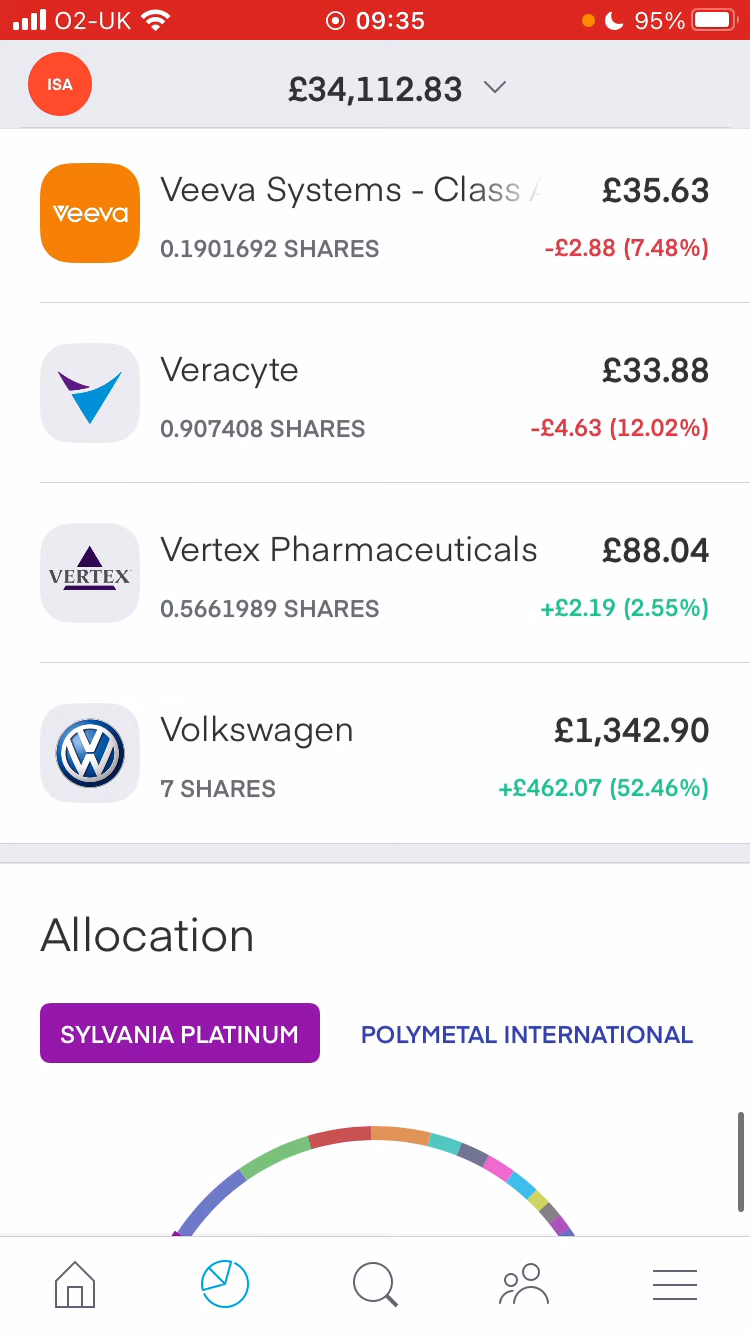 O2-UK 09:35 95%
ISA £34,112.83
veeva Veeva Systems - Class A £35.63
0.1901692 SHARES -£2.88 (7.48%)
Veracyte £33.88
0.907408 SHARES -£4.63 (12.02%)
VERTEX Vertex Pharmaceuticals £88.04
0.5661989 SHARES +£2.19 (2.55%)
Volkswagen £1,342.90
7 SHARES +£462.07 (52.46%)
Allocation
SYLVANIA PLATINUM POLYMETAL INTERNATIONAL